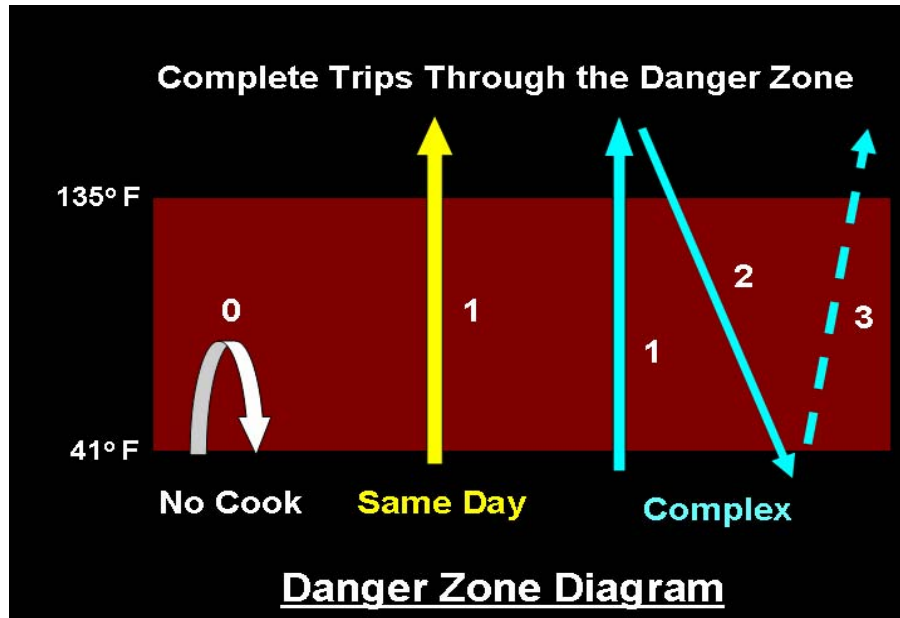 Complete Trips Through the Danger Zone
135° F
0
1
2
1
3
41° F
No Cook
Same Day
Complex
Danger Zone Diagram